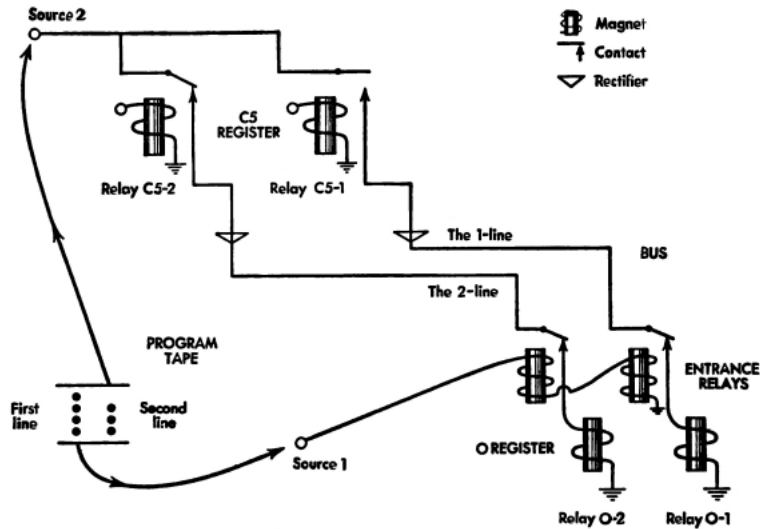 Source 2
Magnet
Contact
Rectifier
C5
REGISTER
Relay C5-2
Relay C5-1
The 1-line
BUS
The 2-line
PROGRAM
TAPE
First
line
Second
line
ENTRANCE
RELAYS
Source 1
O REGISTER
Relay O-2
Relay O-1